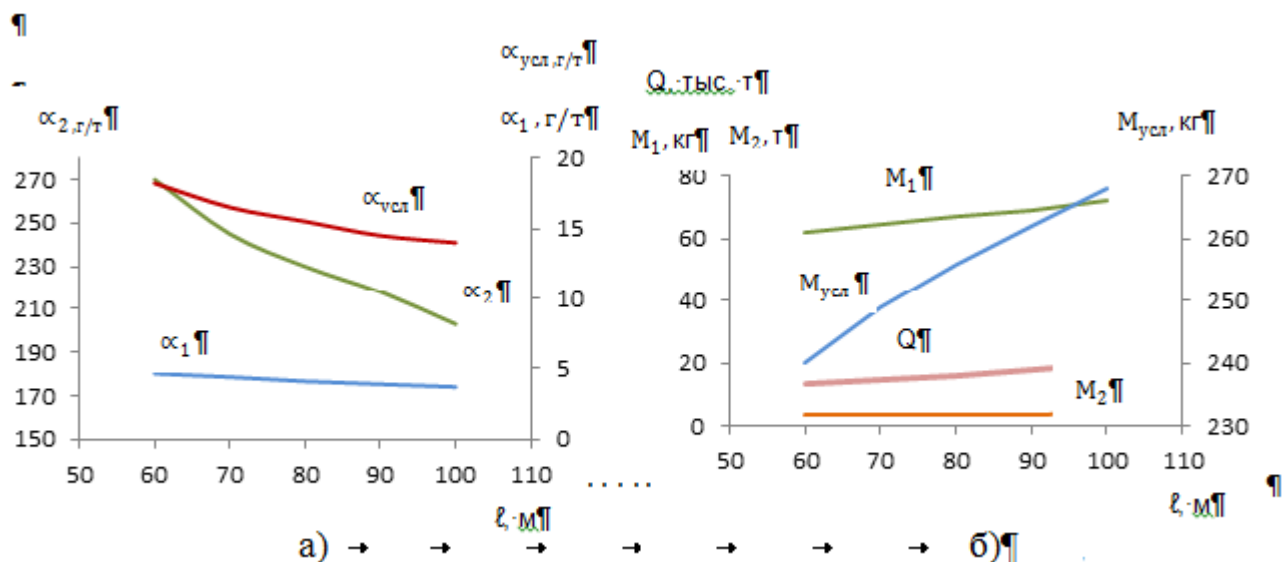 ¶
¶
∝усл,г/т¶
∝₂,г/т¶
∝₁, г/т¶
270
250
230
210
190
170
150
20
15
10
5
0
∝усл¶
∝₂¶
∝₁¶
50 60 70 80 90 100 110
ℓ,·м¶
Q,·тыс.·т¶
M₁, кг¶ M₂, т¶
Mусл, кг¶
80
60
40
20
0
270
260
250
240
230
M₁¶
Mусл¶
Q¶
M₂¶
50 60 70 80 90 100 110
ℓ,·м¶
¶
.....
а) → → → → → → → б)¶